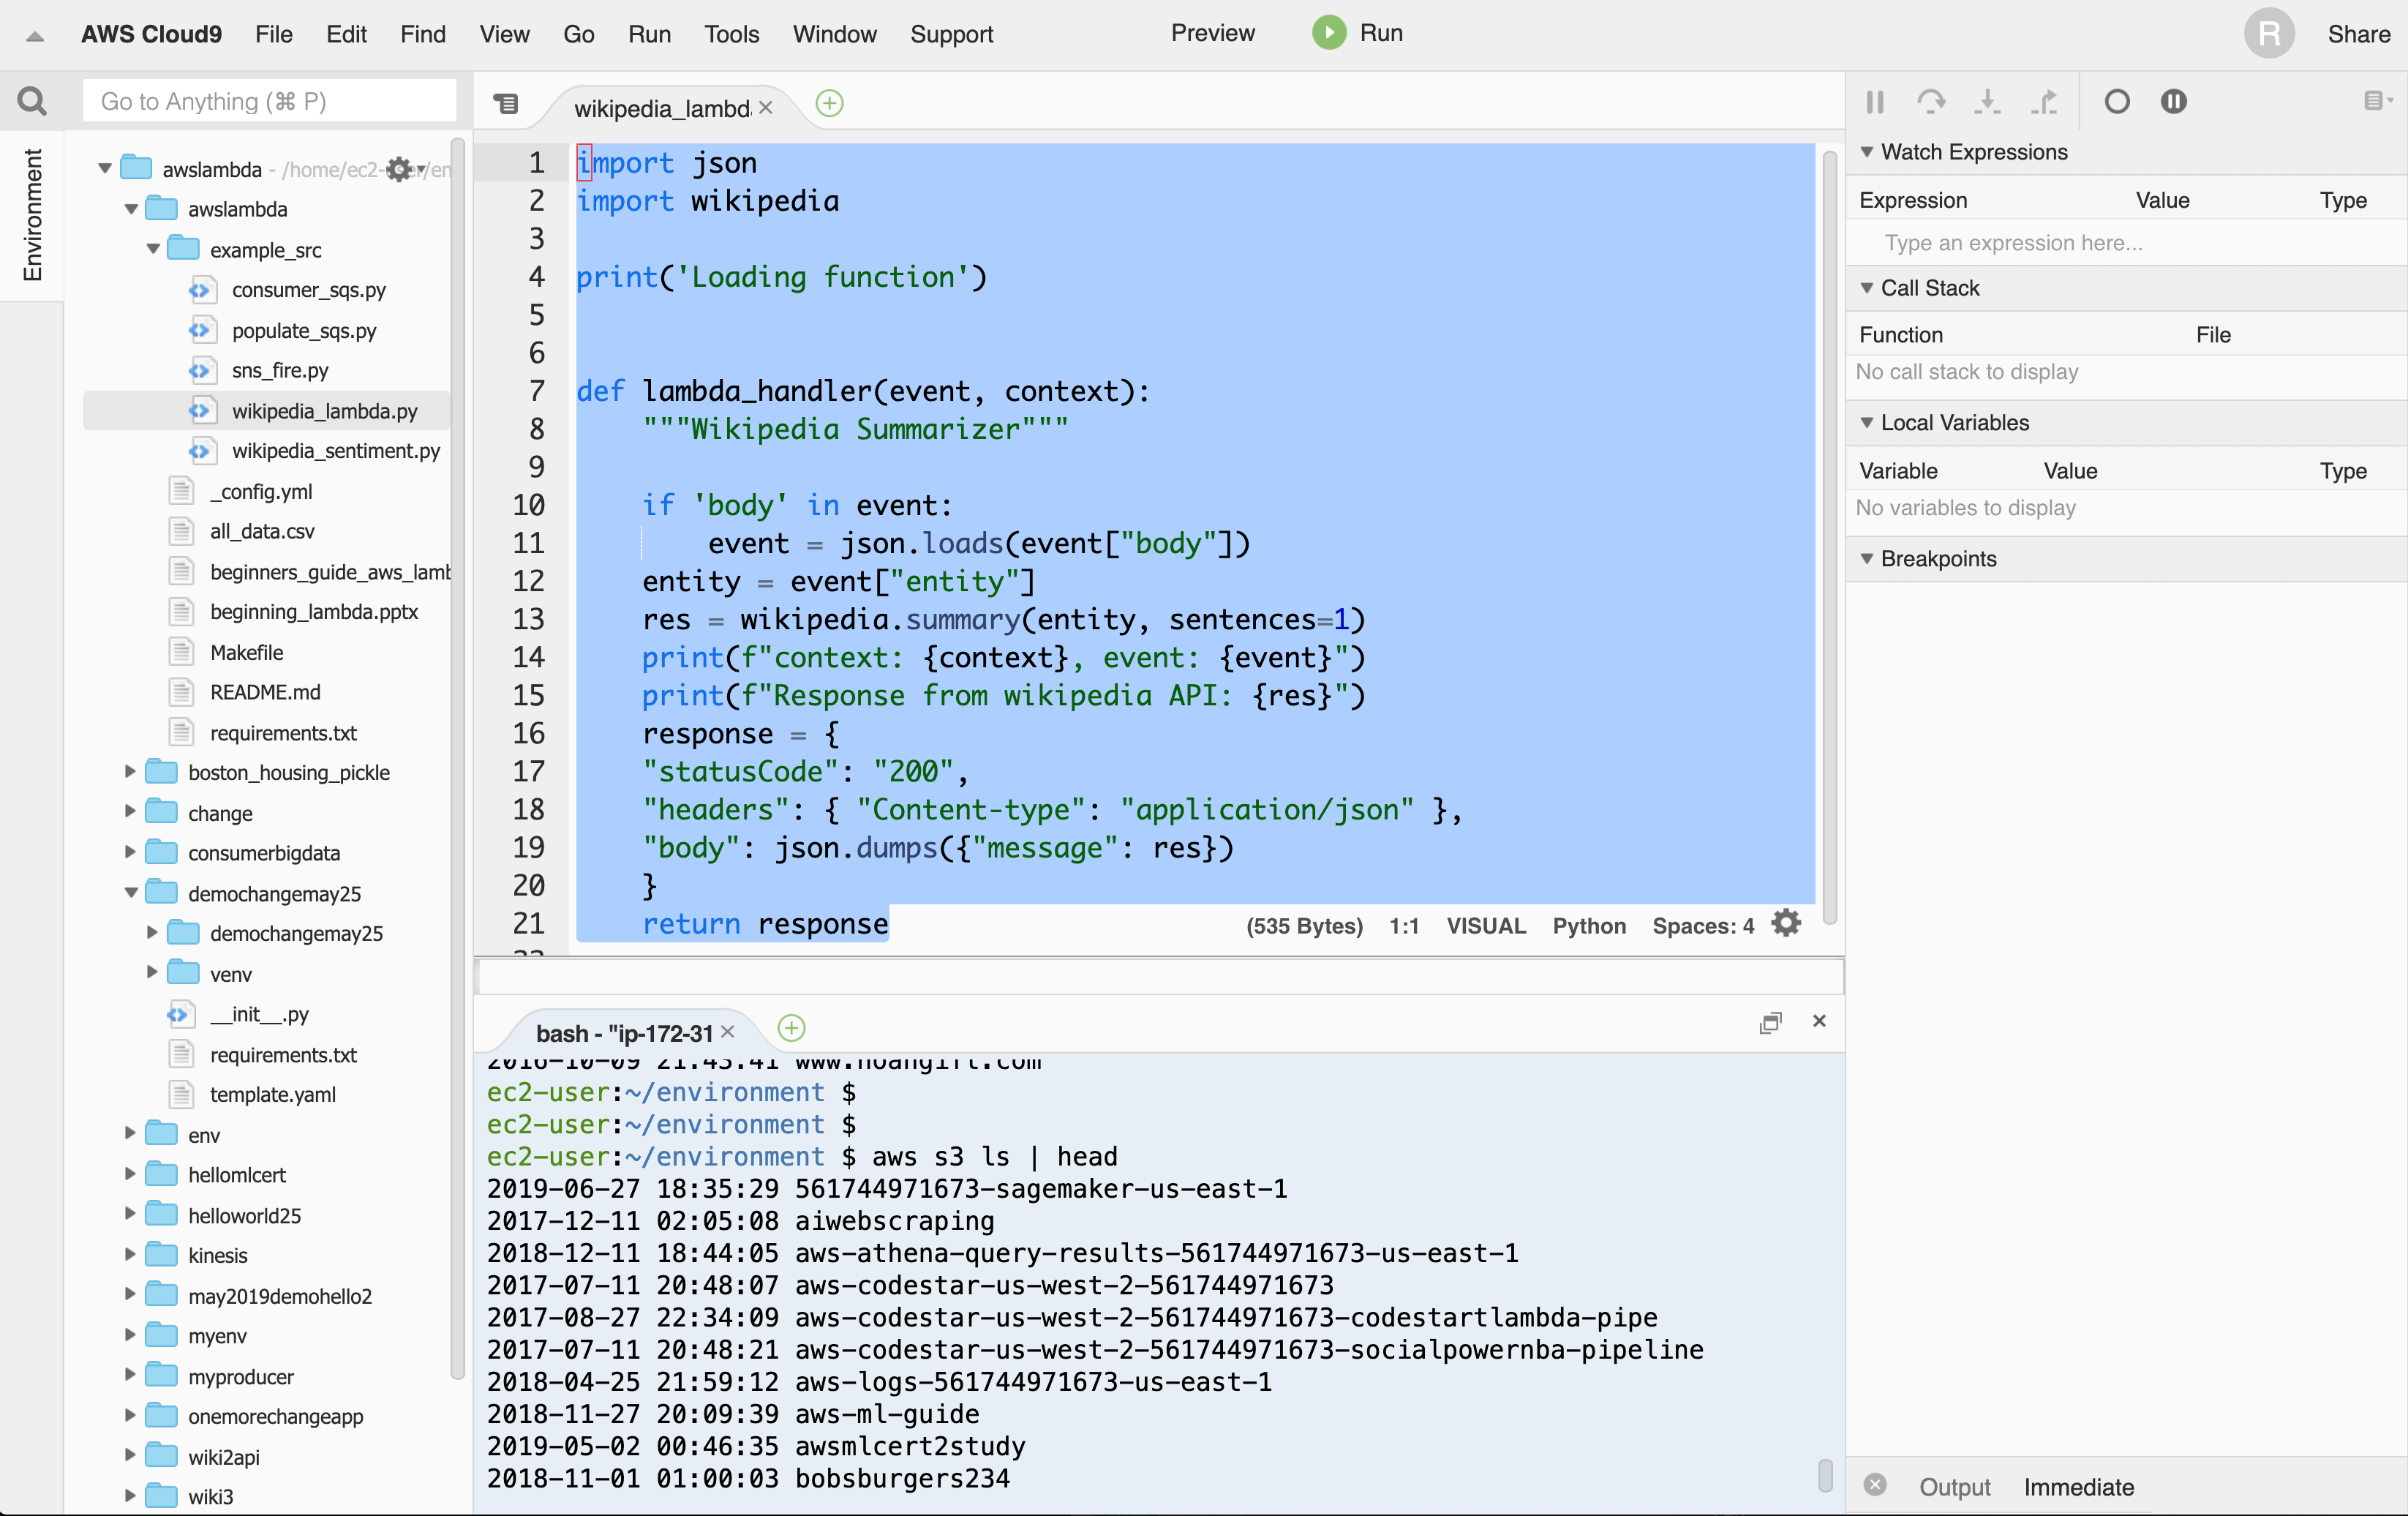 AWS Cloud9 File Edit Find View Go Run Tools Window Support Preview Run R Share
Go to Anything (⌘ P)
Environment
awslambda - /home/ec2-
awslambda
example_src
consumer_sqs.py
populate_sqs.py
sns_fire.py
wikipedia_lambda.py
wikipedia_sentiment.py
_config.yml
all_data.csv
beginners_guide_aws_lamb
beginning_lambda.pptx
Makefile
README.md
requirements.txt
boston_housing_pickle
change
consumerbigdata
demochangemay25
demochangemay25
venv
__init__.py
requirements.txt
template.yaml
env
hellomlcert
helloworld25
kinesis
may2019demohello2
myenv
myproducer
onemorechangeapp
wiki2api
wiki3
wikipedia_lambd
1 import json
2 import wikipedia
3
4 print('Loading function')
5
6
7 def lambda_handler(event, context):
8     """Wikipedia Summarizer"""
9
10     if 'body' in event:
11         event = json.loads(event["body"])
12     entity = event["entity"]
13     res = wikipedia.summary(entity, sentences=1)
14     print(f"context: {context}, event: {event}")
15     print(f"Response from wikipedia API: {res}")
16     response = {
17     "statusCode": "200",
18     "headers": { "Content-type": "application/json" },
19     "body": json.dumps({"message": res})
20     }
21     return response
(535 Bytes) 1:1 VISUAL Python Spaces: 4
bash - "ip-172-31
2016-10-09 21:43:41 www.noahgift.com
ec2-user:~/environment $
ec2-user:~/environment $
ec2-user:~/environment $ aws s3 ls | head
2019-06-27 18:35:29 561744971673-sagemaker-us-east-1
2017-12-11 02:05:08 aiwebscraping
2018-12-11 18:44:05 aws-athena-query-results-561744971673-us-east-1
2017-07-11 20:48:07 aws-codestar-us-west-2-561744971673
2017-08-27 22:34:09 aws-codestar-us-west-2-561744971673-codestartlambda-pipe
2017-07-11 20:48:21 aws-codestar-us-west-2-561744971673-socialpowernba-pipeline
2018-04-25 21:59:12 aws-logs-561744971673-us-east-1
2018-11-27 20:09:39 aws-ml-guide
2019-05-02 00:46:35 awsmlcert2study
2018-11-01 01:00:03 bobsburgers234
Watch Expressions
Expression Value Type
Type an expression here...
Call Stack
Function File
No call stack to display
Local Variables
Variable Value Type
No variables to display
Breakpoints
Output Immediate